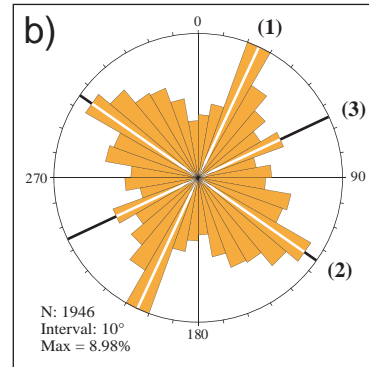 b)
0
(1)
(3)
270
90
(2)
180
N: 1946
Interval: 10°
Max = 8.98%